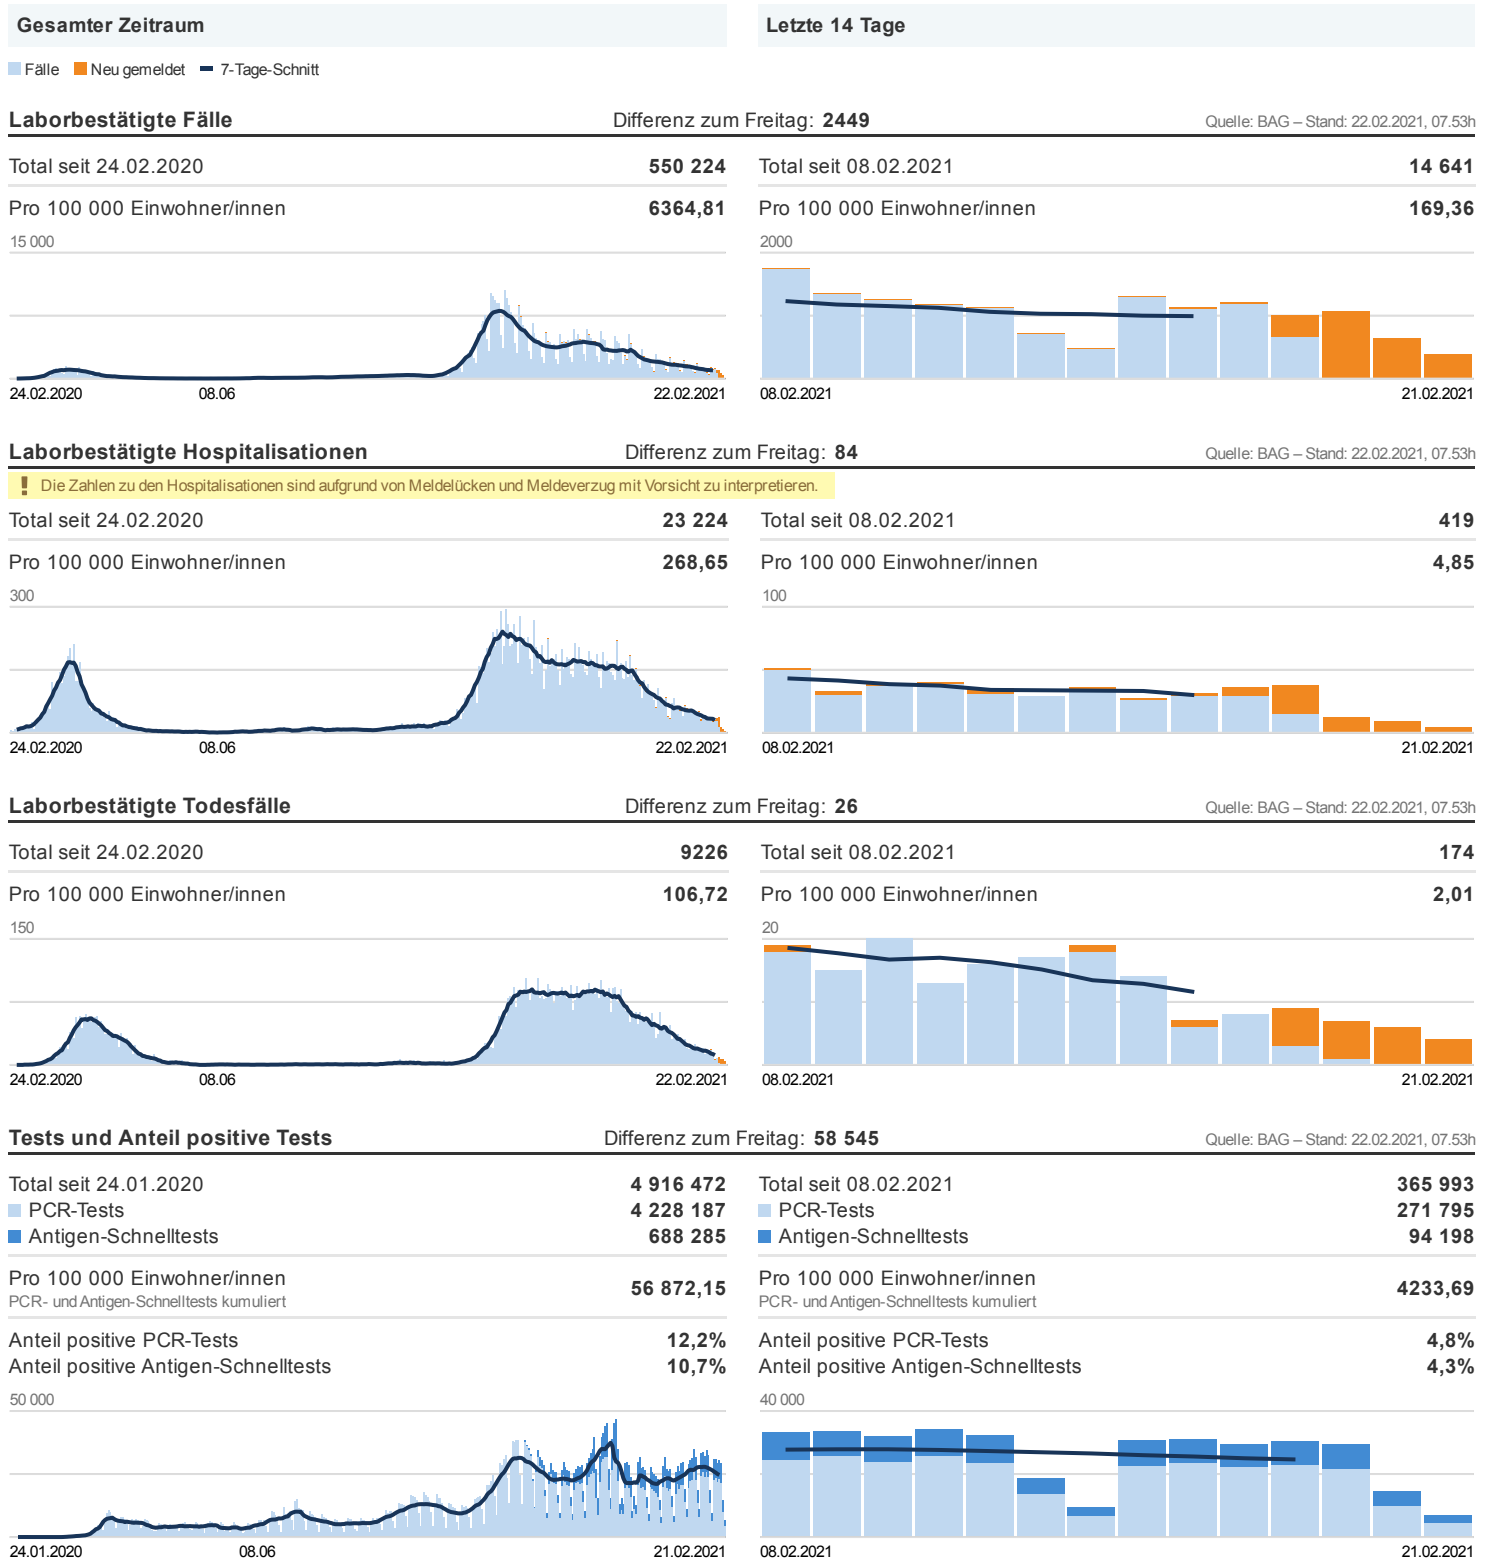 Gesamter Zeitraum
Letzte 14 Tage
Fälle Neu gemeldet 7-Tage-Schnitt
Laborbestätigte Fälle Differenz zum Freitag: 2449 Quelle: BAG – Stand: 22.02.2021, 07.53h
Total seit 24.02.2020 550 224
Pro 100 000 Einwohner/innen 6364,81
15 000
24.02.2020 08.06 22.02.2021
Total seit 08.02.2021 14 641
Pro 100 000 Einwohner/innen 169,36
2000
08.02.2021 21.02.2021
Laborbestätigte Hospitalisationen Differenz zum Freitag: 84 Quelle: BAG – Stand: 22.02.2021, 07.53h
! Die Zahlen zu den Hospitalisationen sind aufgrund von Meldelücken und Meldeverzug mit Vorsicht zu interpretieren.
Total seit 24.02.2020 23 224
Pro 100 000 Einwohner/innen 268,65
300
24.02.2020 08.06 22.02.2021
Total seit 08.02.2021 419
Pro 100 000 Einwohner/innen 4,85
100
08.02.2021 21.02.2021
Laborbestätigte Todesfälle Differenz zum Freitag: 26 Quelle: BAG – Stand: 22.02.2021, 07.53h
Total seit 24.02.2020 9226
Pro 100 000 Einwohner/innen 106,72
150
24.02.2020 08.06 22.02.2021
Total seit 08.02.2021 174
Pro 100 000 Einwohner/innen 2,01
20
08.02.2021 21.02.2021
Tests und Anteil positive Tests Differenz zum Freitag: 58 545 Quelle: BAG – Stand: 22.02.2021, 07.53h
Total seit 24.01.2020 4 916 472
PCR-Tests 4 228 187
Antigen-Schnelltests 688 285
Pro 100 000 Einwohner/innen 56 872,15
PCR- und Antigen-Schnelltests kumuliert
Anteil positive PCR-Tests 12,2%
Anteil positive Antigen-Schnelltests 10,7%
50 000
24.01.2020 08.06 21.02.2021
Total seit 08.02.2021 365 993
PCR-Tests 271 795
Antigen-Schnelltests 94 198
Pro 100 000 Einwohner/innen 4233,69
PCR- und Antigen-Schnelltests kumuliert
Anteil positive PCR-Tests 4,8%
Anteil positive Antigen-Schnelltests 4,3%
40 000
08.02.2021 21.02.2021